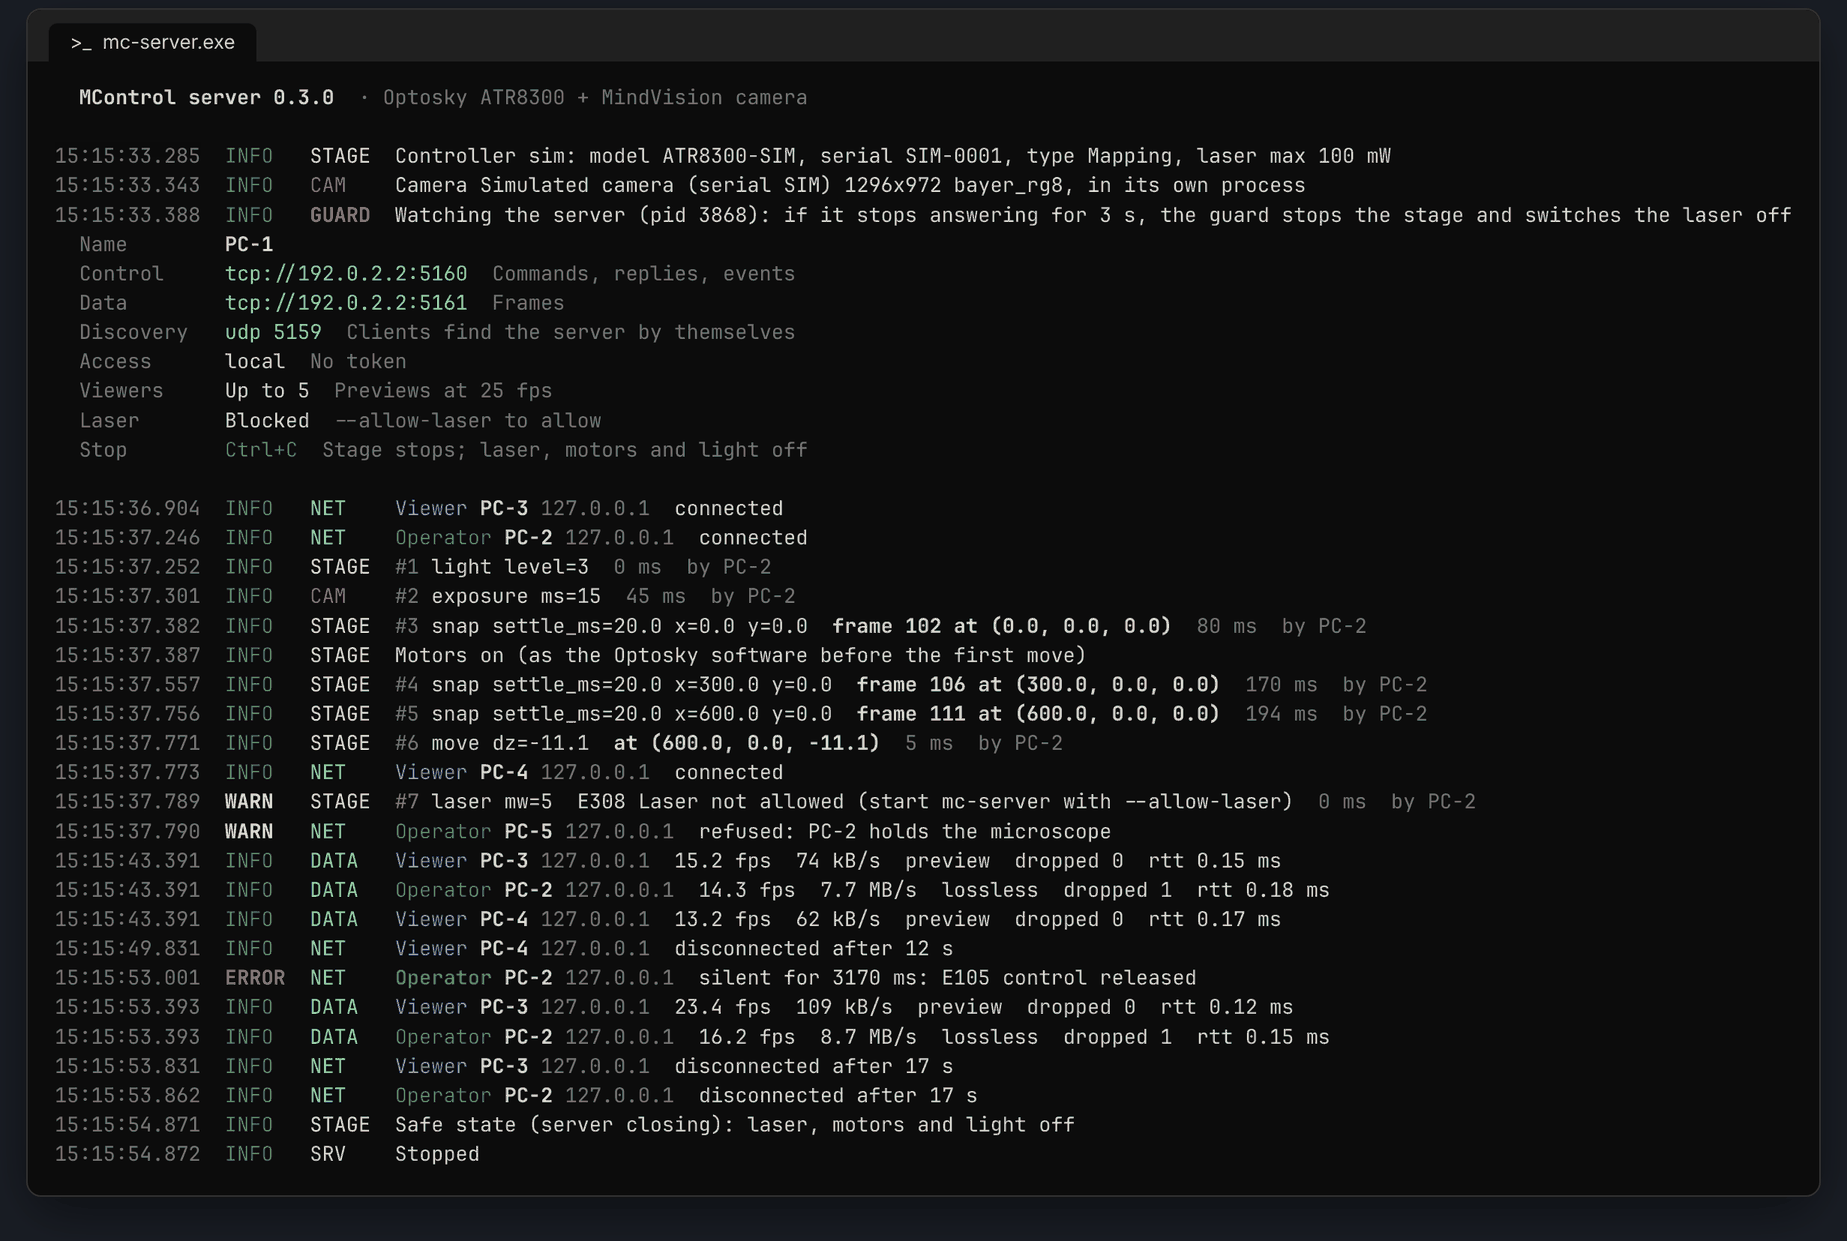 >_ mc-server.exe
MControl server 0.3.0 · Optosky ATR8300 + MindVision camera
15:15:33.285 INFO STAGE Controller sim: model ATR8300-SIM, serial SIM-0001, type Mapping, laser max 100 mW
15:15:33.343 INFO CAM Camera Simulated camera (serial SIM) 1296x972 bayer_rg8, in its own process
15:15:33.388 INFO GUARD Watching the server (pid 3868): if it stops answering for 3 s, the guard stops the stage and switches the laser off
Name PC-1
Control tcp://192.0.2.2:5160 Commands, replies, events
Data tcp://192.0.2.2:5161 Frames
Discovery udp 5159 Clients find the server by themselves
Access local No token
Viewers Up to 5 Previews at 25 fps
Laser Blocked --allow-laser to allow
Stop Ctrl+C Stage stops; laser, motors and light off
15:15:36.904 INFO NET Viewer PC-3 127.0.0.1 connected
15:15:37.246 INFO NET Operator PC-2 127.0.0.1 connected
15:15:37.252 INFO STAGE #1 light level=3 0 ms by PC-2
15:15:37.301 INFO CAM #2 exposure ms=15 45 ms by PC-2
15:15:37.382 INFO STAGE #3 snap settle_ms=20.0 x=0.0 y=0.0 frame 102 at (0.0, 0.0, 0.0) 80 ms by PC-2
15:15:37.387 INFO STAGE Motors on (as the Optosky software before the first move)
15:15:37.557 INFO STAGE #4 snap settle_ms=20.0 x=300.0 y=0.0 frame 106 at (300.0, 0.0, 0.0) 170 ms by PC-2
15:15:37.756 INFO STAGE #5 snap settle_ms=20.0 x=600.0 y=0.0 frame 111 at (600.0, 0.0, 0.0) 194 ms by PC-2
15:15:37.771 INFO STAGE #6 move dz=-11.1 at (600.0, 0.0, -11.1) 5 ms by PC-2
15:15:37.773 INFO NET Viewer PC-4 127.0.0.1 connected
15:15:37.789 WARN STAGE #7 laser mw=5 E308 Laser not allowed (start mc-server with --allow-laser) 0 ms by PC-2
15:15:37.790 WARN NET Operator PC-5 127.0.0.1 refused: PC-2 holds the microscope
15:15:43.391 INFO DATA Viewer PC-3 127.0.0.1 15.2 fps 74 kB/s preview dropped 0 rtt 0.15 ms
15:15:43.391 INFO DATA Operator PC-2 127.0.0.1 14.3 fps 7.7 MB/s lossless dropped 1 rtt 0.18 ms
15:15:43.391 INFO DATA Viewer PC-4 127.0.0.1 13.2 fps 62 kB/s preview dropped 0 rtt 0.17 ms
15:15:49.831 INFO NET Viewer PC-4 127.0.0.1 disconnected after 12 s
15:15:53.001 ERROR NET Operator PC-2 127.0.0.1 silent for 3170 ms: E105 control released
15:15:53.393 INFO DATA Viewer PC-3 127.0.0.1 23.4 fps 109 kB/s preview dropped 0 rtt 0.12 ms
15:15:53.393 INFO DATA Operator PC-2 127.0.0.1 16.2 fps 8.7 MB/s lossless dropped 1 rtt 0.15 ms
15:15:53.831 INFO NET Viewer PC-3 127.0.0.1 disconnected after 17 s
15:15:53.862 INFO NET Operator PC-2 127.0.0.1 disconnected after 17 s
15:15:54.871 INFO STAGE Safe state (server closing): laser, motors and light off
15:15:54.872 INFO SRV Stopped